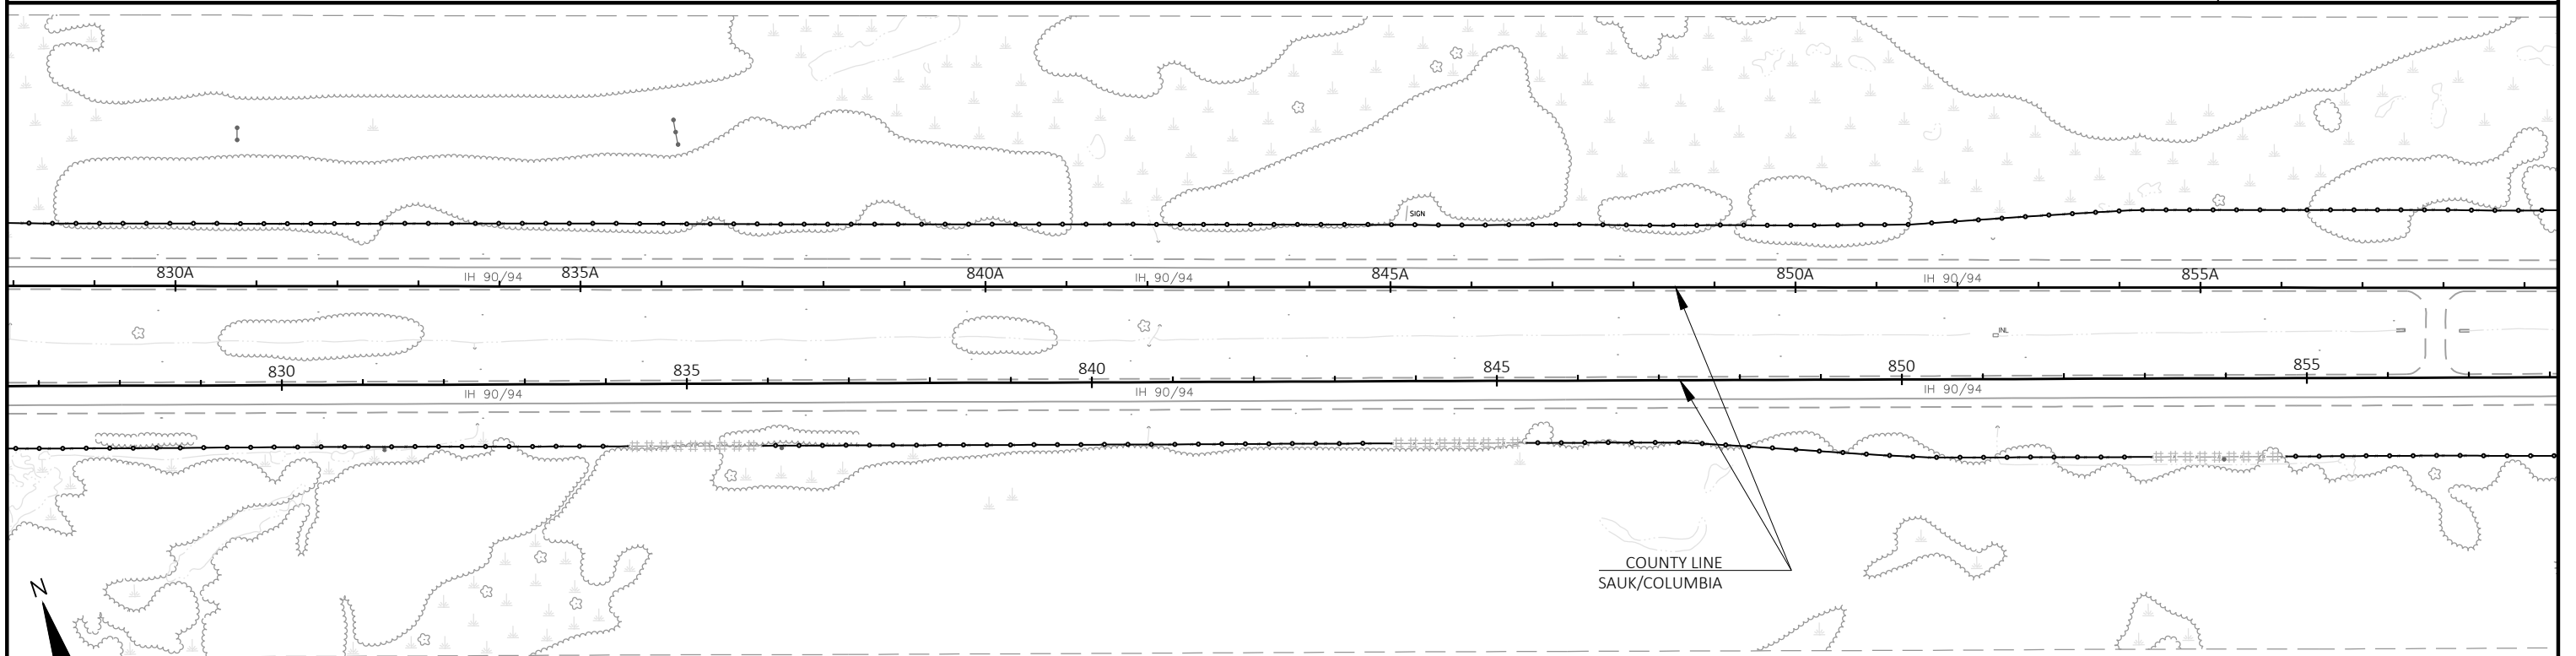 SIGN
830A 835A 840A 845A 850A 855A
IH 90/94 IH 90/94 IH 90/94
INL
830 835 840 845 850 855
IH 90/94 IH 90/94 IH 90/94
COUNTY LINE
SAUK/COLUMBIA
N